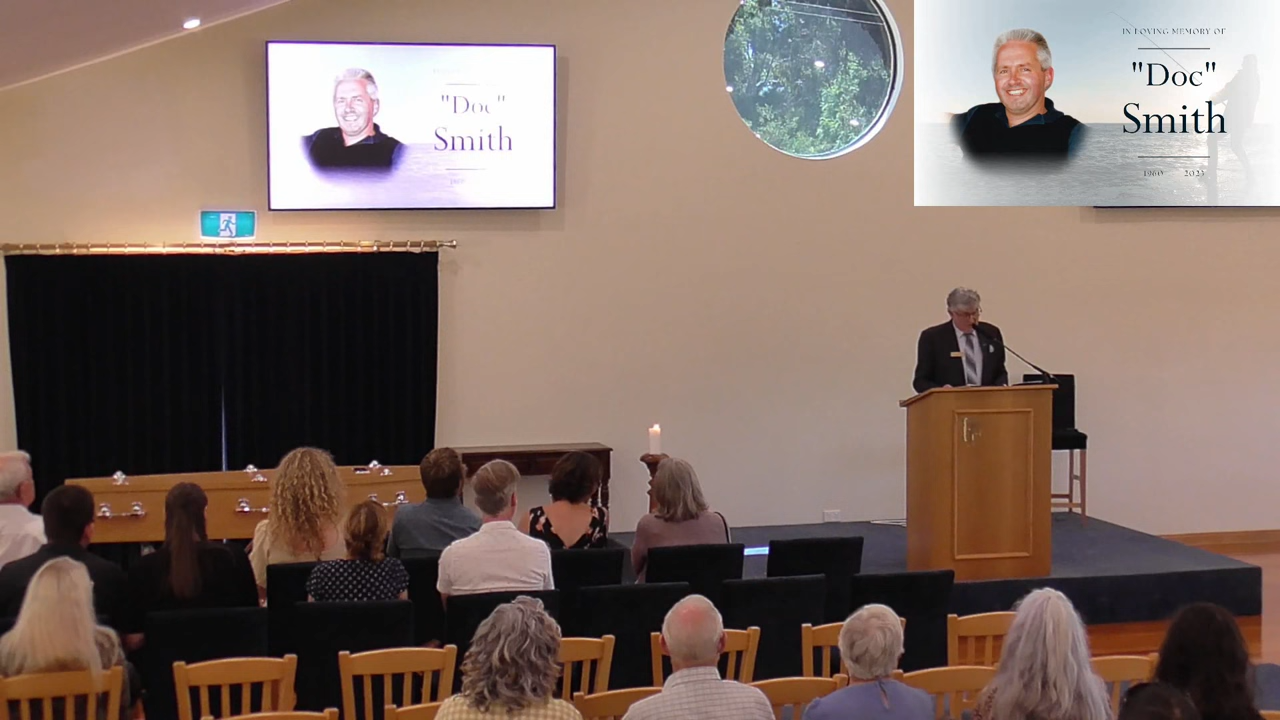 "Doc"
Smith
IN LOVING MEMORY OF
"Doc"
Smith
1960 2023